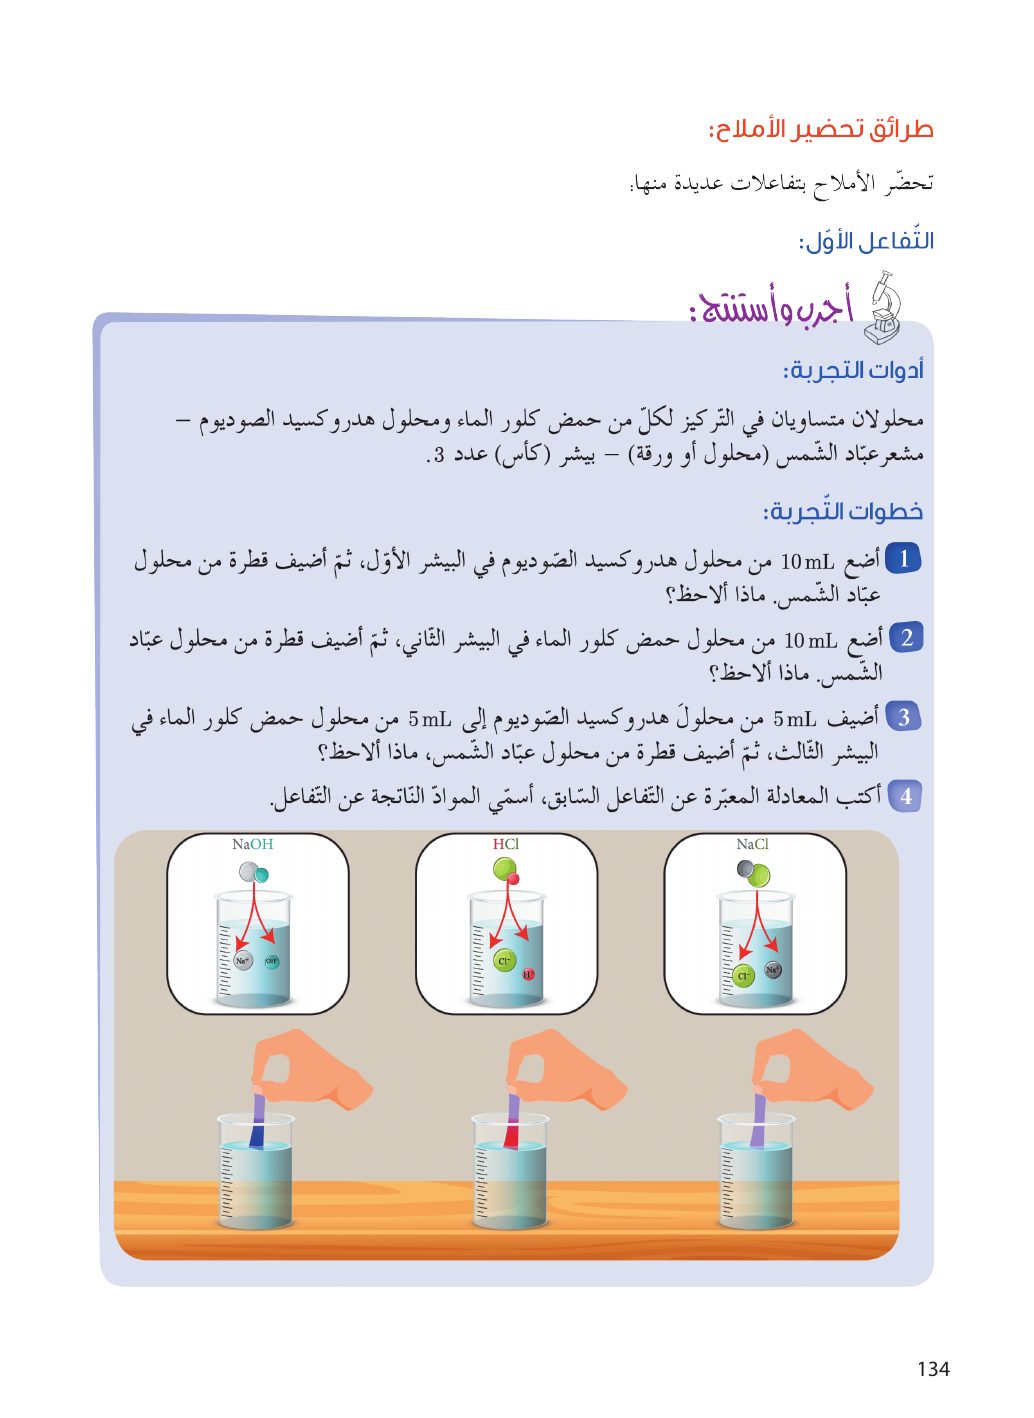 طرائق تحضير الأملاح:
تحضّر الأملاح بتفاعلات عديدة منها:
التّفاعل الأوّل:
أجرب وأستنتج:
أدوات التجربة:
محلولان متساويان في التّركيز لكلّ من حمض كلور الماء ومحلول هدروكسيد الصوديوم –
مشعرعبّاد الشّمس (محلول أو ورقة) – بيشر (كأس) عدد 3.
خطوات التّجربة:
1 أضع 10 mL من محلول هدروكسيد الصّوديوم في البيشر الأوّل، ثمّ أضيف قطرة من محلول
عبّاد الشّمس. ماذا ألاحظ؟
2 أضع 10 mL من محلول حمض كلور الماء في البيشر الثّاني، ثمّ أضيف قطرة من محلول عبّاد
الشّمس. ماذا ألاحظ؟
3 أضيف 5 mL من محلولَ هدروكسيد الصّوديوم إلى 5 mL من محلول حمض كلور الماء في
البيشر الثّالث، ثمّ أضيف قطرة من محلول عبّاد الشّمس، ماذا ألاحظ؟
4 أكتب المعادلة المعبّرة عن التّفاعل السّابق، أسمّي الموادّ النّاتجة عن التّفاعل.
NaOH HCl NaCl
Na⁺ OH⁻ Cl⁻ H⁺ Cl⁻ Na⁺
134